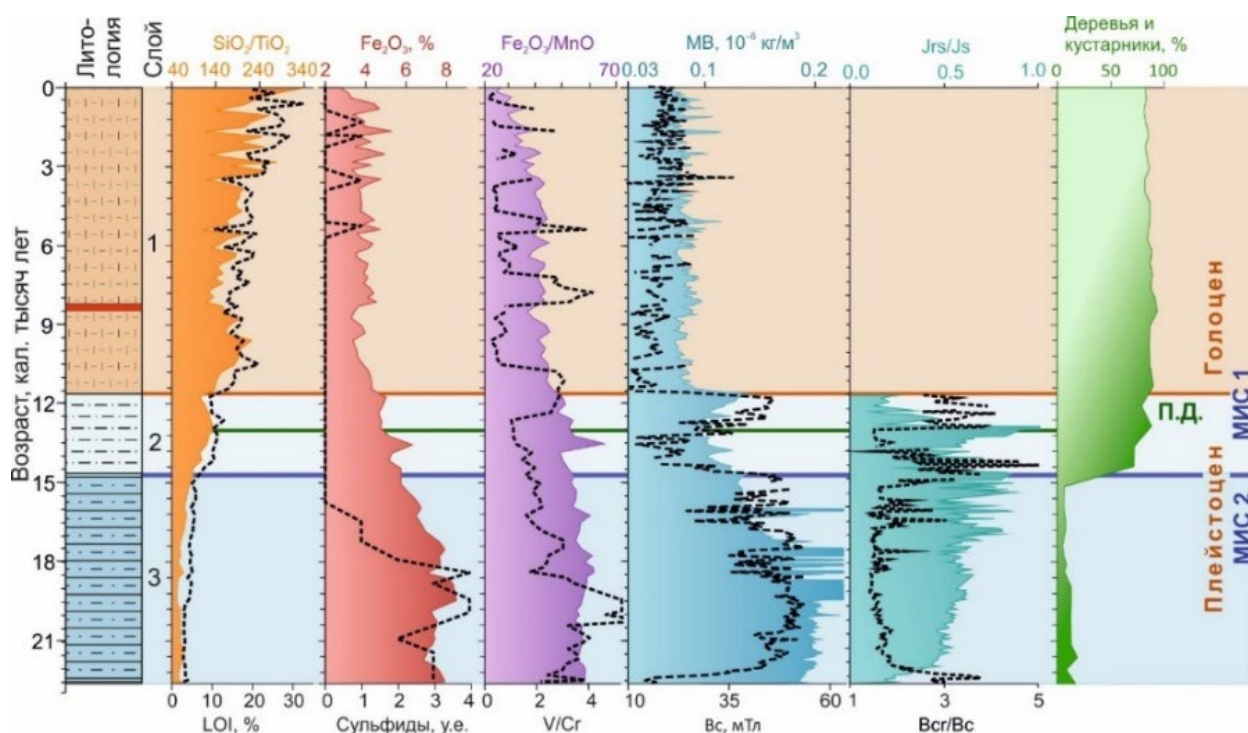 Лито-
логия
Слой
SiO₂/TiO₂
40 140 240 340
Fe₂O₃, %
2 4 6 8
Fe₂O₃/MnO
20 70
МВ, 10⁻⁸ кг/м³
0.03 0.1 0.2
Jrs/Js
0.0 0.5 1.0
Деревья и
кустарники, %
0 50 100
Возраст, кал. тысяч лет
0
3
6
9
12
15
18
21
1
2
3
П.Д.
Голоцен
Плейстоцен
МИС 1
МИС 2
0 10 20 30
LOI, %
0 1 2 3 4
Сульфиды, у.е.
0 2 4
V/Cr
10 35 60
Bc, мТл
1 3 5
Bcr/Bc